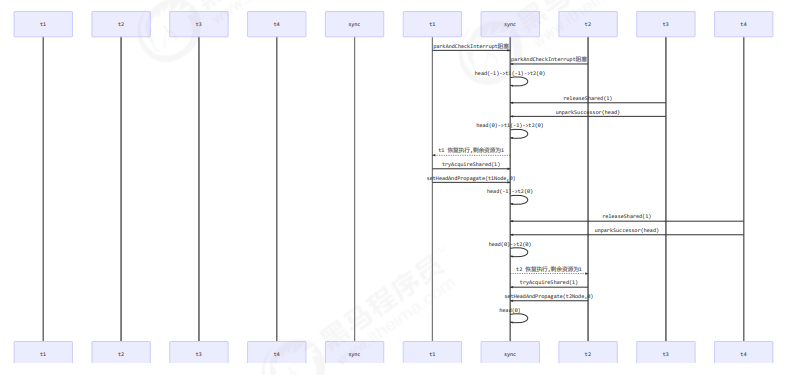 t1 t2 t3 t4 sync t1 sync t2 t3 t4
parkAndCheckInterrupt阻塞
parkAndCheckInterrupt阻塞
head(-1)->t1(-1)->t2(0)
releaseShared(1)
unparkSuccessor(head)
head(0)->t1(-1)->t2(0)
t1 恢复执行,剩余资源为1
tryAcquireShared(1)
setHeadAndPropagate(t1Node,0)
head(-1)->t2(0)
releaseShared(1)
unparkSuccessor(head)
head(0)->t2(0)
t2 恢复执行,剩余资源为1
tryAcquireShared(1)
setHeadAndPropagate(t2Node,0)
head(0)
t1 t2 t3 t4 sync t1 sync t2 t3 t4
黑马程序员